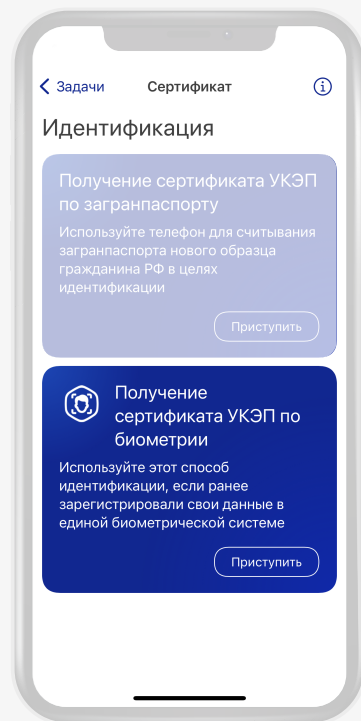 Задачи Сертификат
Идентификация
Получение сертификата УКЭП
по загранпаспорту
Используйте телефон для считывания
загранпаспорта нового образца
гражданина РФ в целях
идентификации
Приступить
Получение
сертификата УКЭП по
биометрии
Используйте этот способ
идентификации, если ранее
зарегистрировали свои данные в
единой биометрической системе
Приступить